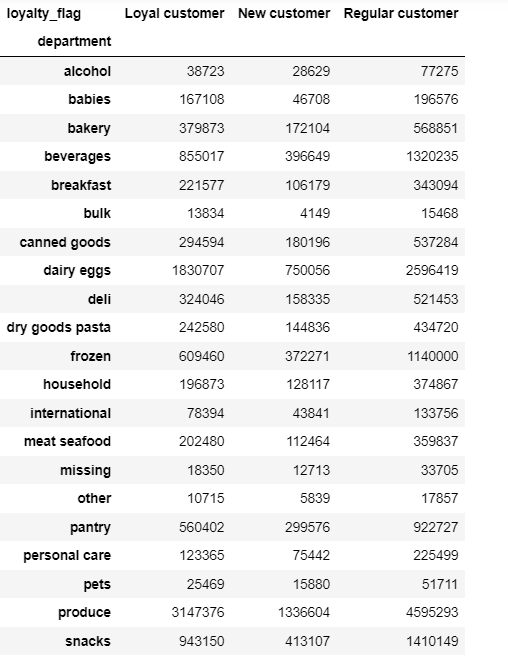 loyalty_flag Loyal customer New customer Regular customer
department
alcohol 38723 28629 77275
babies 167108 46708 196576
bakery 379873 172104 568851
beverages 855017 396649 1320235
breakfast 221577 106179 343094
bulk 13834 4149 15468
canned goods 294594 180196 537284
dairy eggs 1830707 750056 2596419
deli 324046 158335 521453
dry goods pasta 242580 144836 434720
frozen 609460 372271 1140000
household 196873 128117 374867
international 78394 43841 133756
meat seafood 202480 112464 359837
missing 18350 12713 33705
other 10715 5839 17857
pantry 560402 299576 922727
personal care 123365 75442 225499
pets 25469 15880 51711
produce 3147376 1336604 4595293
snacks 943150 413107 1410149